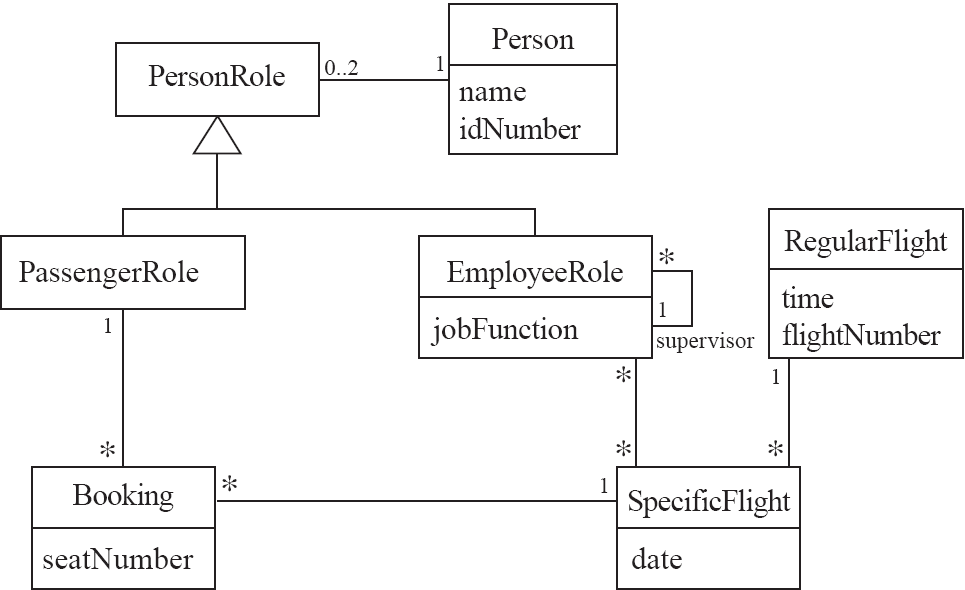 Person
PersonRole
0..2
1
name
idNumber
PassengerRole
EmployeeRole
*
RegularFlight
jobFunction
1
supervisor
time
flightNumber
1
*
1
*
*
*
Booking
*
1
SpecificFlight
seatNumber
date